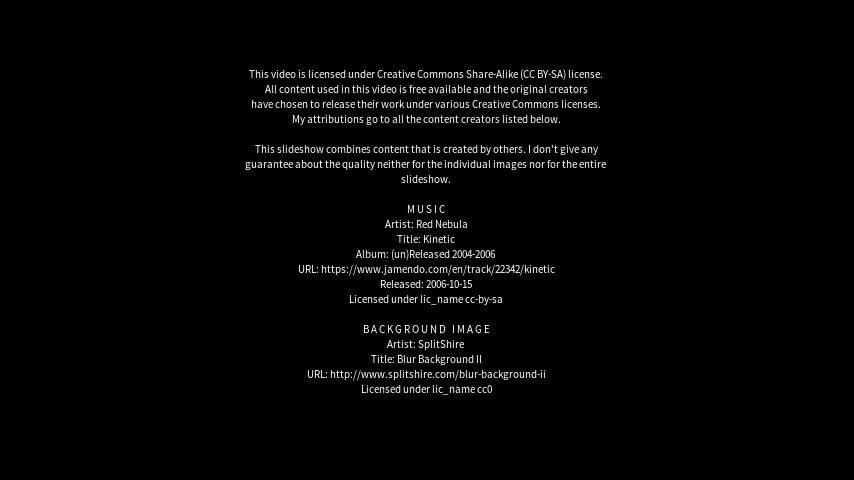 This video is licensed under Creative Commons Share-Alike (CC BY-SA) license.
All content used in this video is free available and the original creators
have chosen to release their work under various Creative Commons licenses.
My attributions go to all the content creators listed below.
This slideshow combines content that is created by others. I don't give any
guarantee about the quality neither for the individual images nor for the entire
slideshow.
MUSIC
Artist: Red Nebula
Title: Kinetic
Album: (un)Released 2004-2006
URL: https://www.jamendo.com/en/track/22342/kinetic
Released: 2006-10-15
Licensed under lic_name cc-by-sa
BACKGROUND IMAGE
Artist: SplitShire
Title: Blur Background II
URL: http://www.splitshire.com/blur-background-ii
Licensed under lic_name cc0